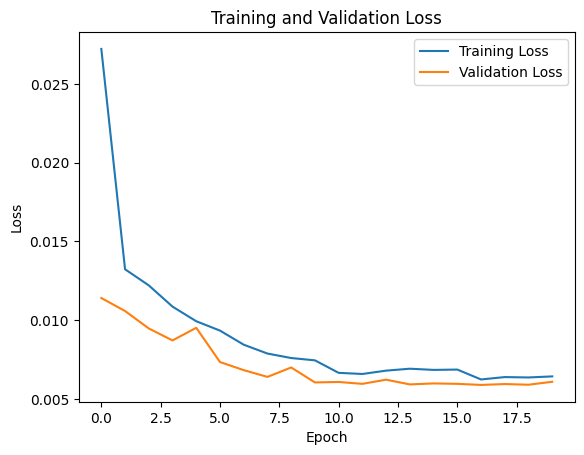 Training and Validation Loss
Training Loss
Validation Loss
0.025
0.020
0.015
0.010
0.005
Loss
0.0 2.5 5.0 7.5 10.0 12.5 15.0 17.5
Epoch